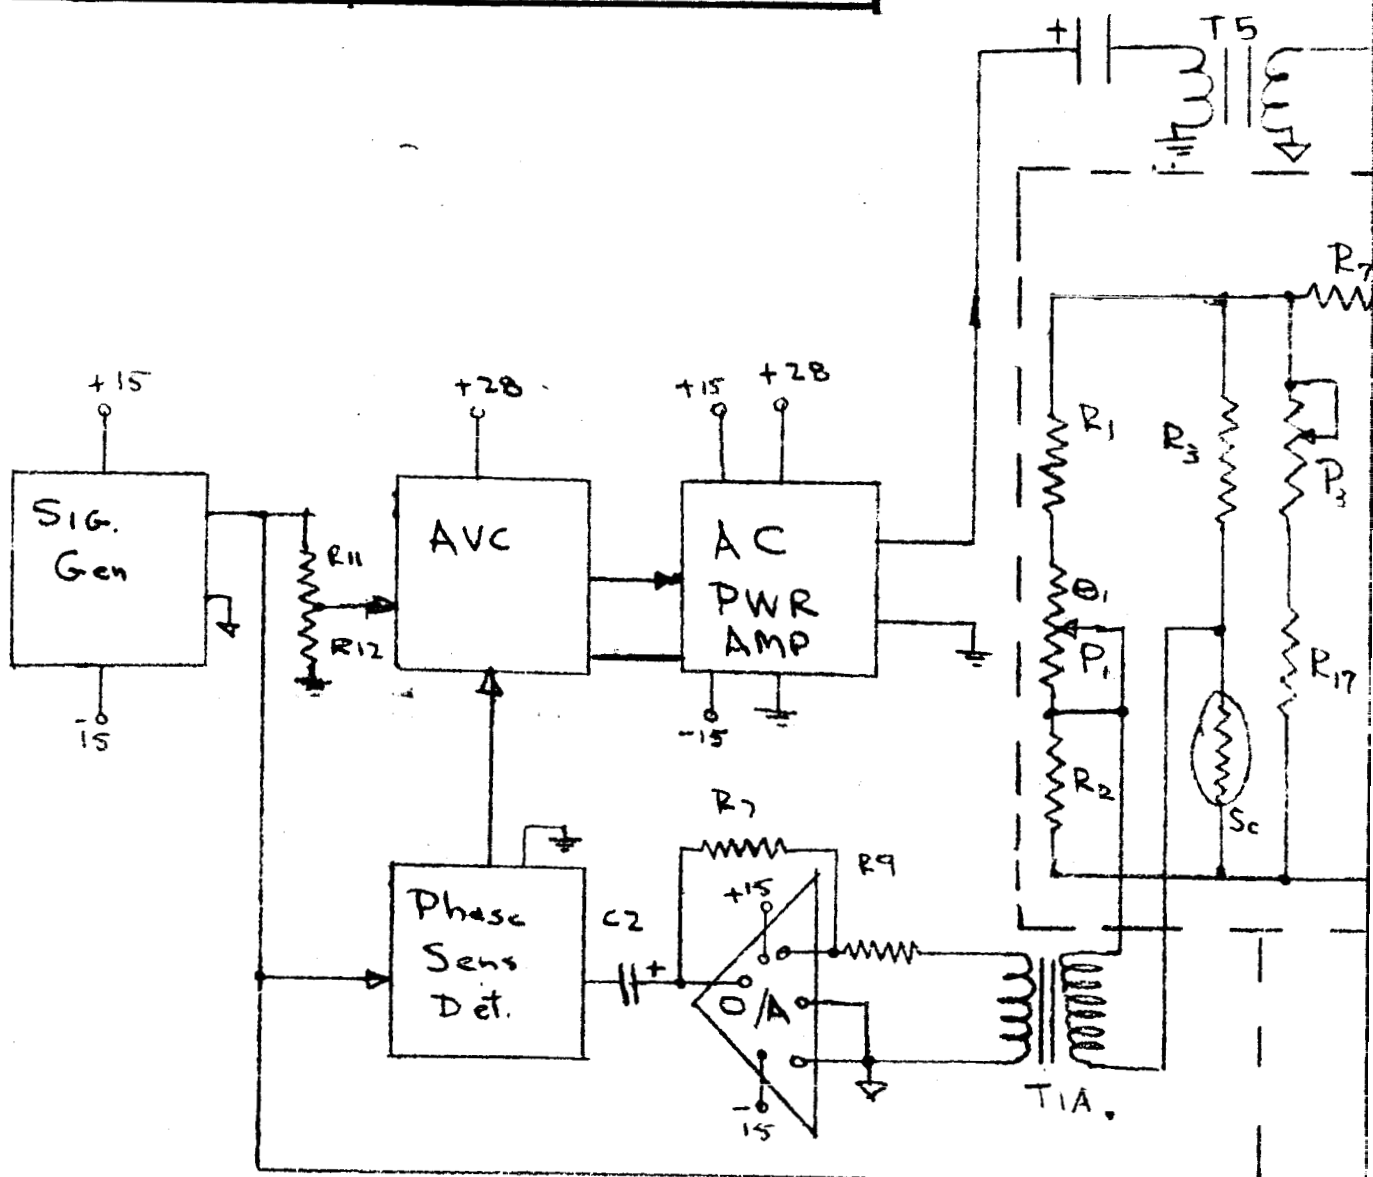 + T5
R7
+15 +28 +15 +28
R1 R3 P3
SIG. Gen
AVC
AC PWR AMP
R11
R12
θ1
P1
R17
-15
15
R2
Sc
R7
R9
+15
Phase Sens Det.
C2 +
O/A
-15
T1A.